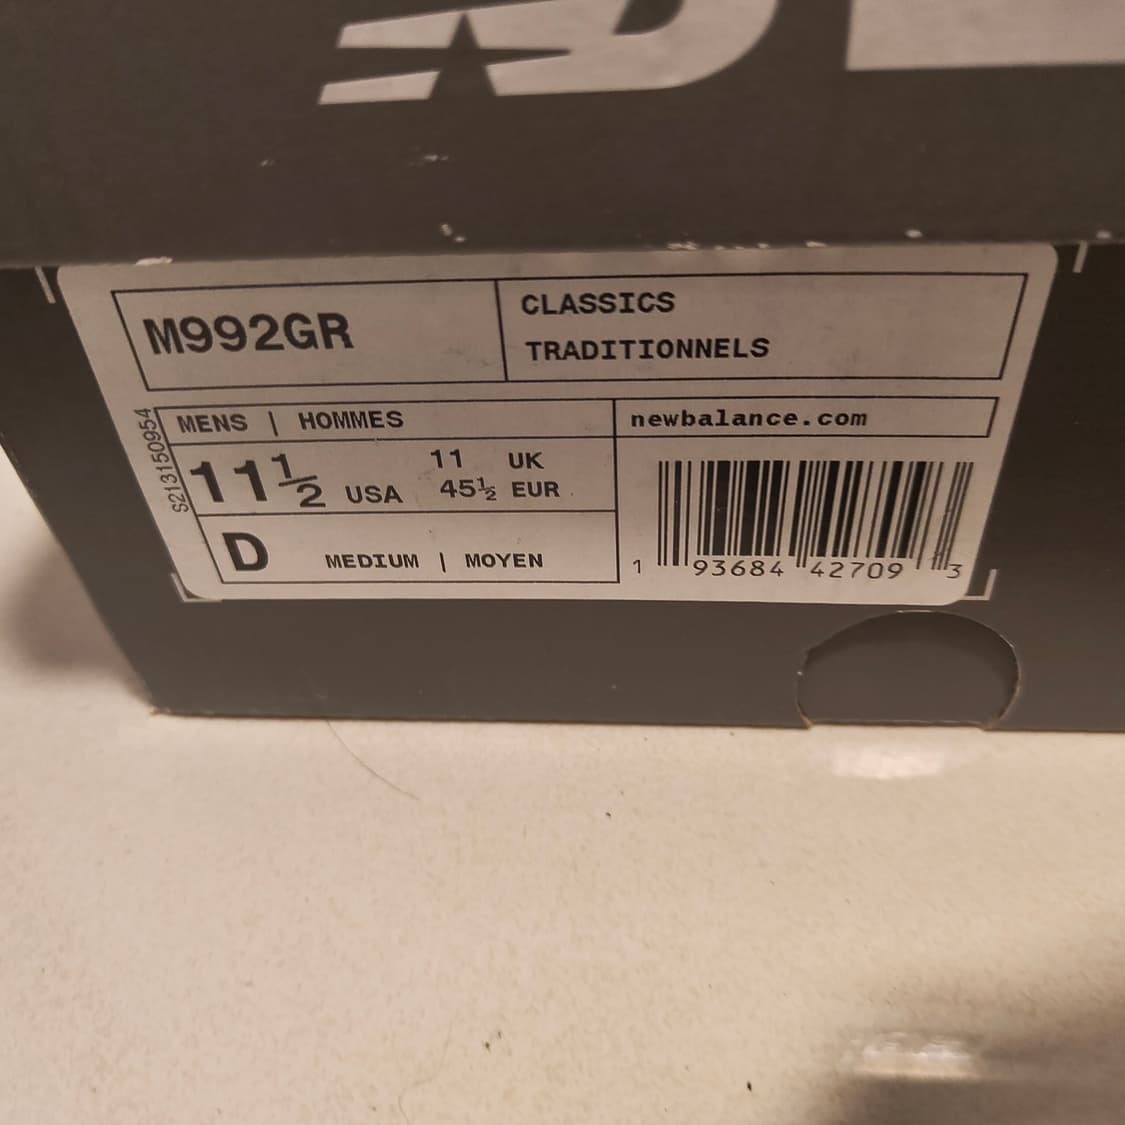 M992GR
CLASSICS
TRADITIONNELS
MENS | HOMMES
11½ USA
11 UK
45½ EUR
D MEDIUM | MOYEN
S213150954
newbalance.com
1 93684 42709 3